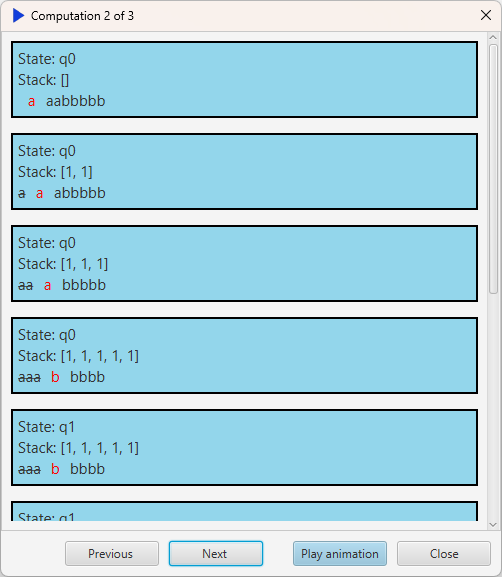 Computation 2 of 3
State: q0
Stack: []
a aabbbbb
State: q0
Stack: [1, 1]
a a abbbbb
State: q0
Stack: [1, 1, 1]
aa a bbbbb
State: q0
Stack: [1, 1, 1, 1, 1]
aaa b bbbb
State: q1
Stack: [1, 1, 1, 1, 1]
aaa b bbbb
State: q1
Previous Next Play animation Close